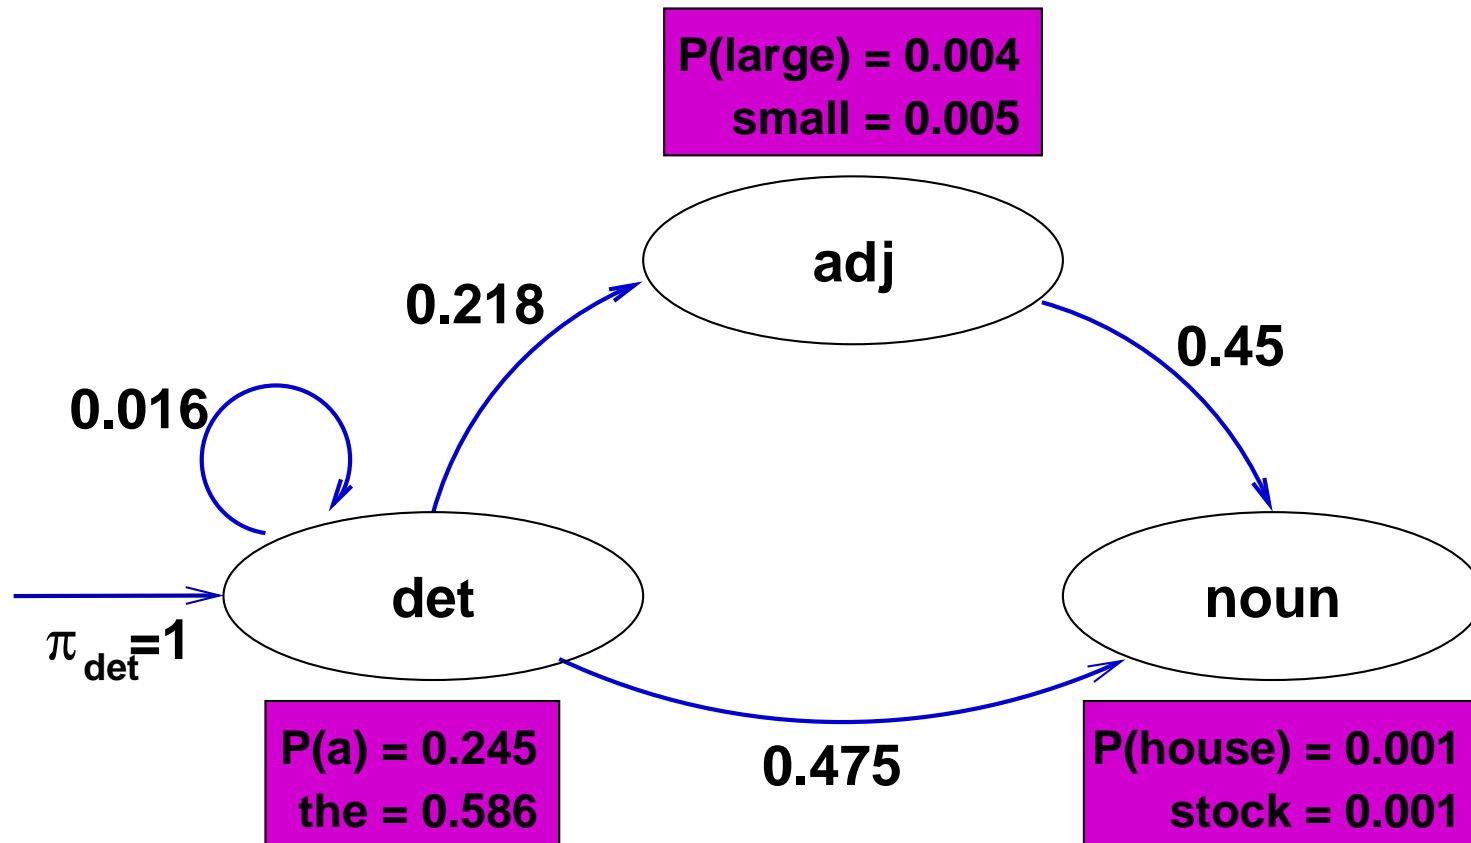 P(large) = 0.004
small = 0.005
adj
0.218
0.45
0.016
det
noun
π det=1
P(a) = 0.245
the = 0.586
0.475
P(house) = 0.001
stock = 0.001